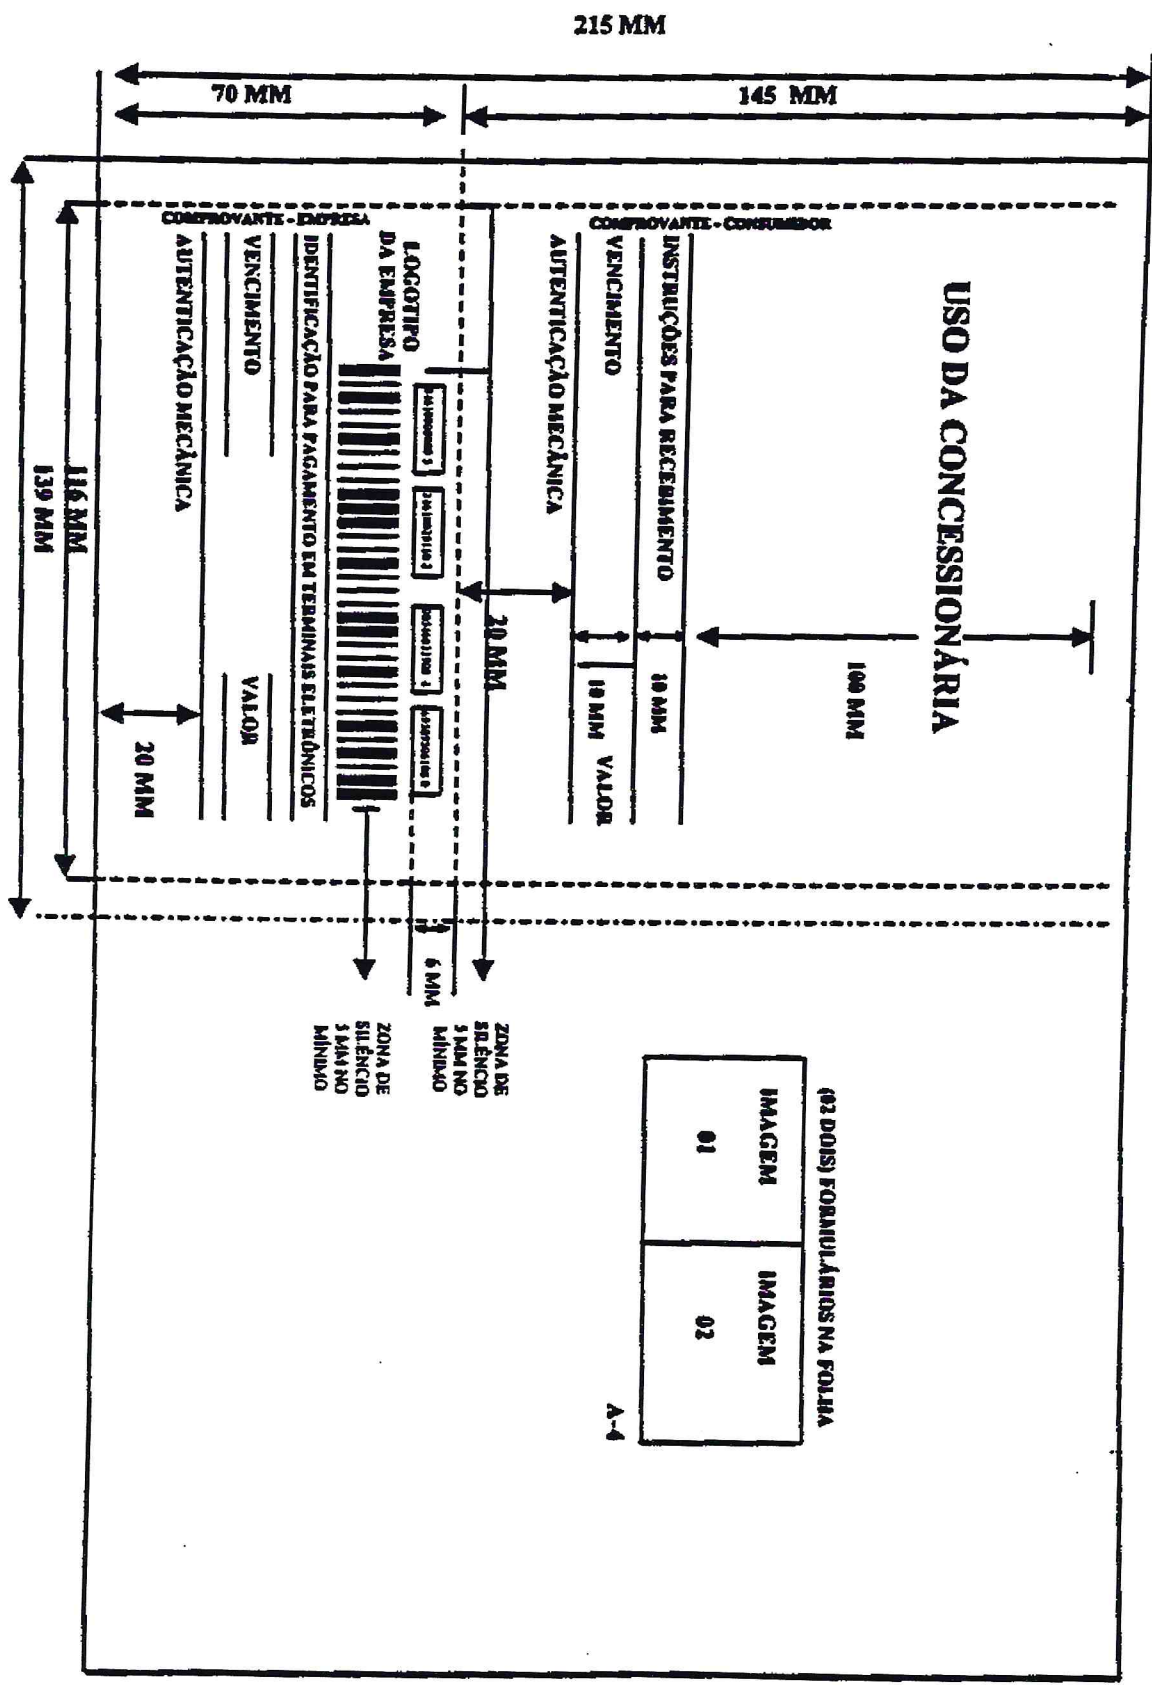 215 MM
145 MM
70 MM
USO DA CONCESSIONÁRIA
100 MM
COMPROVANTE - CONSUMIDOR
INSTRUÇÕES PARA RECEBIMENTO
10 MM
VENCIMENTO
10 MM VALOR
AUTENTICAÇÃO MECÂNICA
20 MM
ZONA DE
SILÊNCIO
5 MM NO
MÍNIMO
6 MM
COMPROVANTE - EMPRESA
LOGOTIPO
DA EMPRESA
ZONA DE
SILÊNCIO
5 MM NO
MÍNIMO
IDENTIFICAÇÃO PARA PAGAMENTO EM TERMINAIS ELETRÔNICOS
VENCIMENTO
VALOR
AUTENTICAÇÃO MECÂNICA
20 MM
116 MM
139 MM
(02 DOIS) FORMULÁRIOS NA FOLHA
IMAGEM
01
IMAGEM
02
A-4